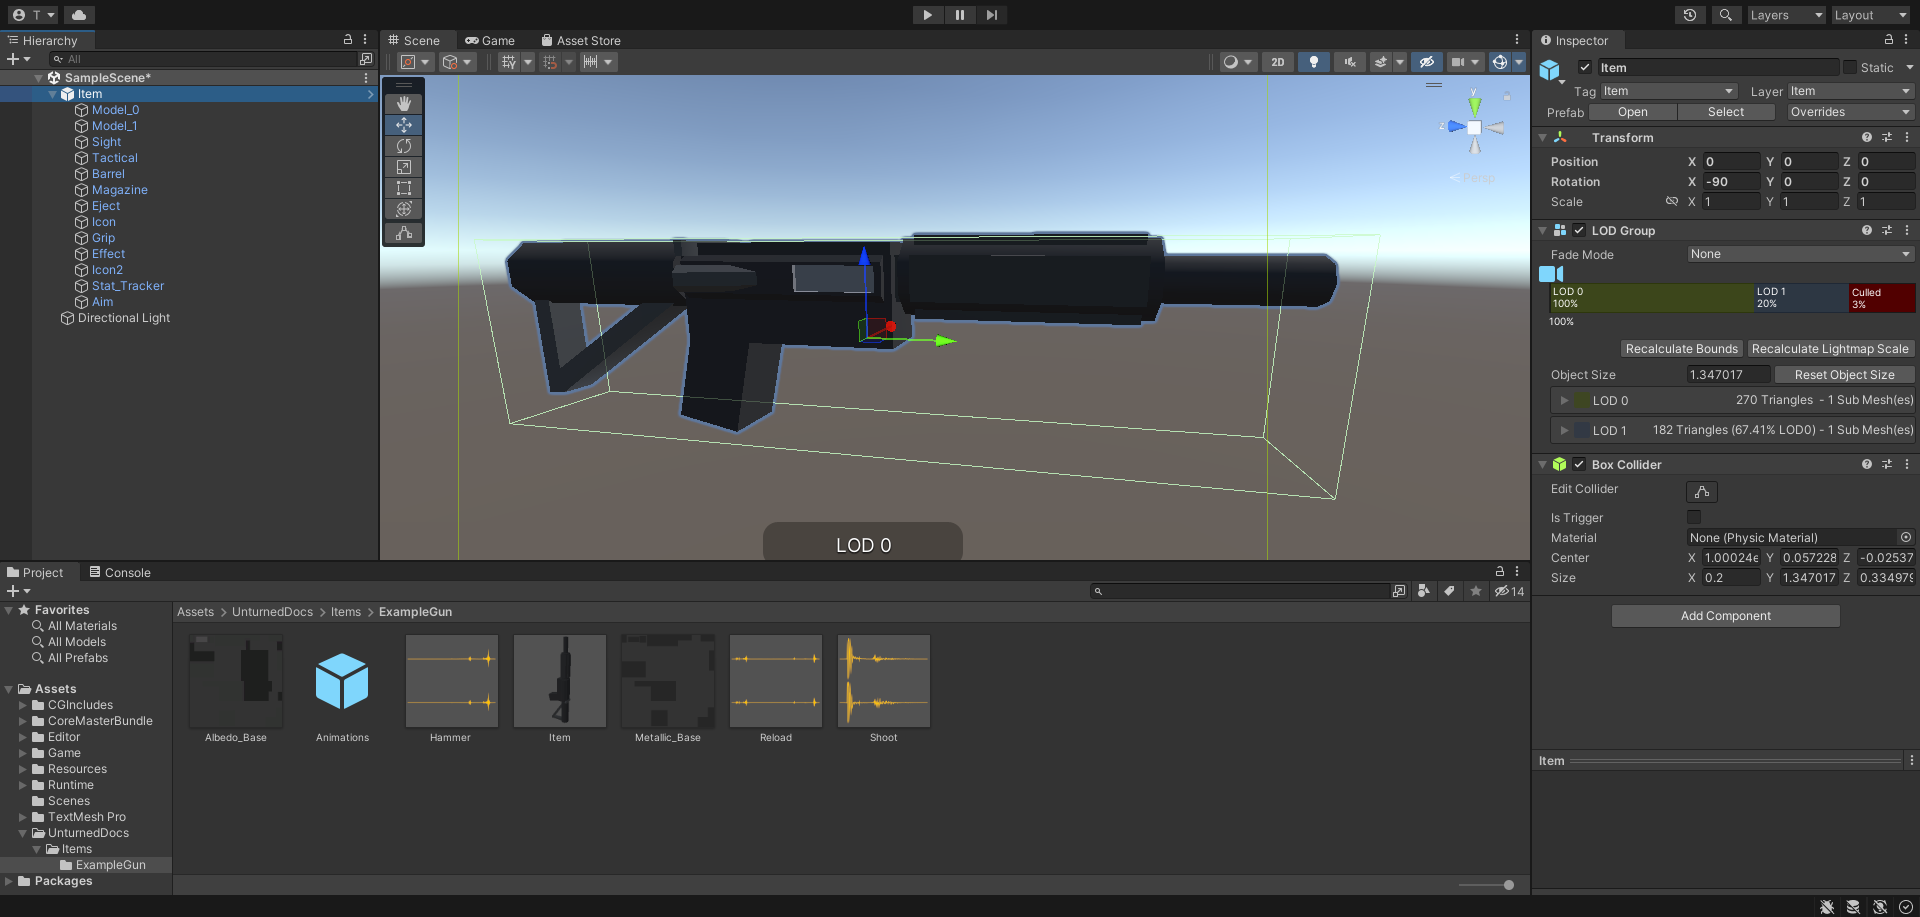 T
Layers
Layout
Hierarchy
All
SampleScene*
Item
Model_0
Model_1
Sight
Tactical
Barrel
Magazine
Eject
Icon
Grip
Effect
Icon2
Stat_Tracker
Aim
Directional Light
Scene
Game
Asset Store
2D
y
z
Persp
LOD 0
Inspector
Item
Static
Tag
Item
Layer
Item
Prefab
Open
Select
Overrides
Transform
Position X 0 Y 0 Z 0
Rotation X -90 Y 0 Z 0
Scale X 1 Y 1 Z 1
LOD Group
Fade Mode
None
LOD 0
100%
LOD 1
20%
Culled
3%
100%
Recalculate Bounds
Recalculate Lightmap Scale
Object Size
1.347017
Reset Object Size
LOD 0
270 Triangles - 1 Sub Mesh(es)
LOD 1
182 Triangles (67.41% LOD0) - 1 Sub Mesh(es)
Box Collider
Edit Collider
Is Trigger
Material
None (Physic Material)
Center X 1.00024e Y 0.057228 Z -0.02537
Size X 0.2 Y 1.347017 Z 0.334979
Add Component
Item
Project
Console
14
Favorites
All Materials
All Models
All Prefabs
Assets
CGIncludes
CoreMasterBundle
Editor
Game
Resources
Runtime
Scenes
TextMesh Pro
UnturnedDocs
Items
ExampleGun
Packages
Assets > UnturnedDocs > Items > ExampleGun
Albedo_Base
Animations
Hammer
Item
Metallic_Base
Reload
Shoot